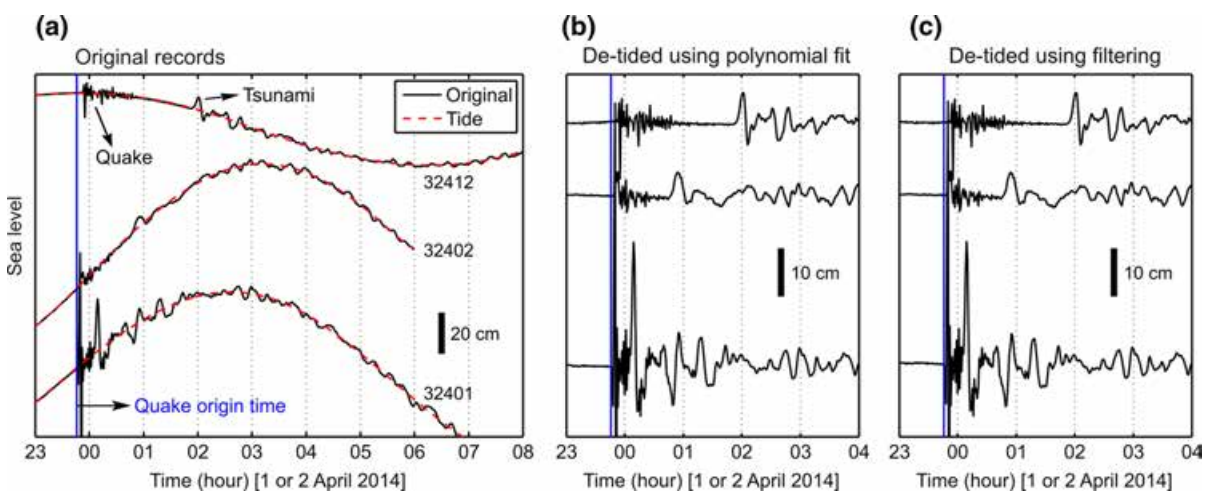 (a)
Original records
Tsunami
Original
Tide
Quake
32412
32402
20 cm
32401
Quake origin time
Sea level
23 00 01 02 03 04 05 06 07 08
Time (hour) [1 or 2 April 2014]
(b)
De-tided using polynomial fit
10 cm
23 00 01 02 03 04
Time (hour) [1 or 2 April 2014]
(c)
De-tided using filtering
10 cm
23 00 01 02 03 04
Time (hour) [1 or 2 April 2014]